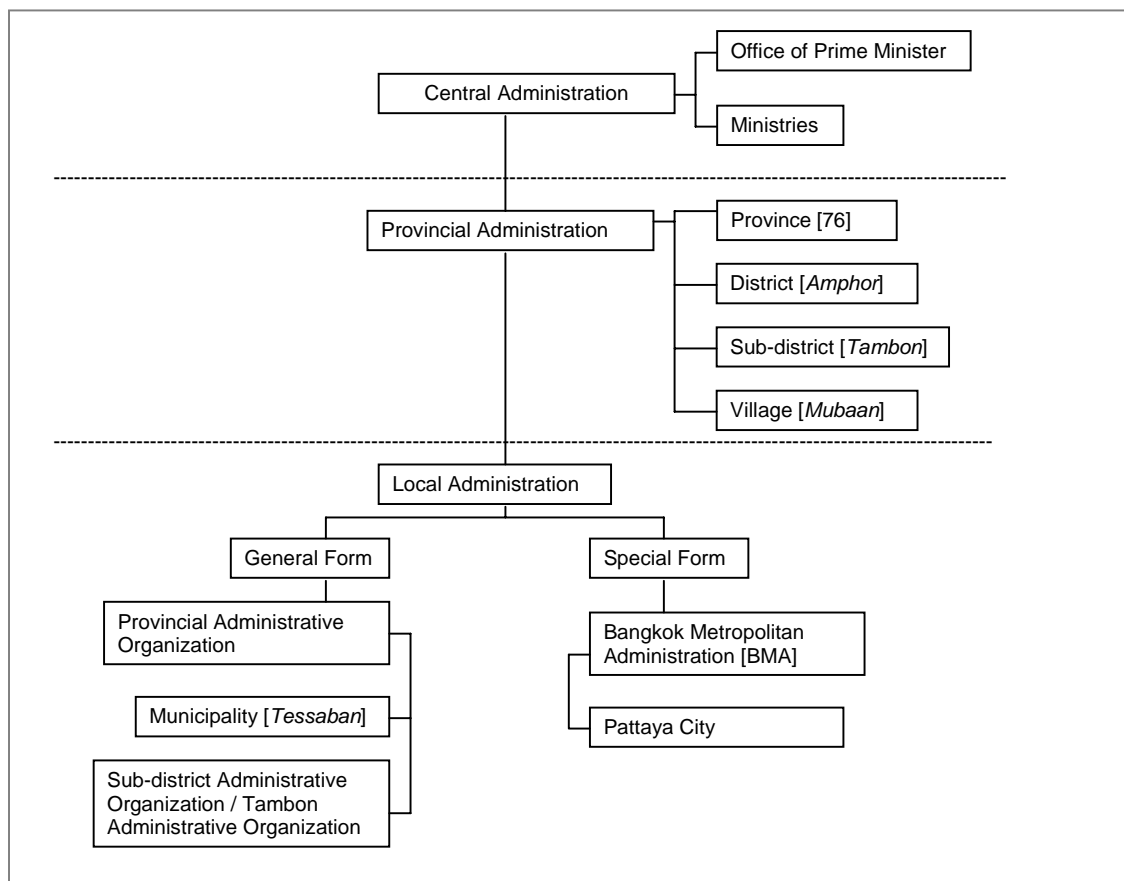 Office of Prime Minister
Central Administration
Ministries
Province [76]
Provincial Administration
District [Amphor]
Sub-district [Tambon]
Village [Mubaan]
Local Administration
General Form
Special Form
Provincial Administrative
Organization
Municipality [Tessaban]
Sub-district Administrative
Organization / Tambon
Administrative Organization
Bangkok Metropolitan
Administration [BMA]
Pattaya City